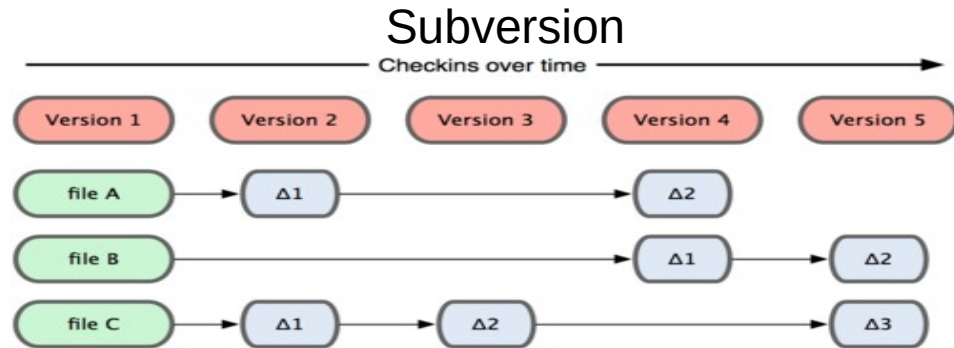 Subversion
Checkins over time
Version 1 Version 2 Version 3 Version 4 Version 5
file A Δ1 Δ2
file B Δ1 Δ2
file C Δ1 Δ2 Δ3